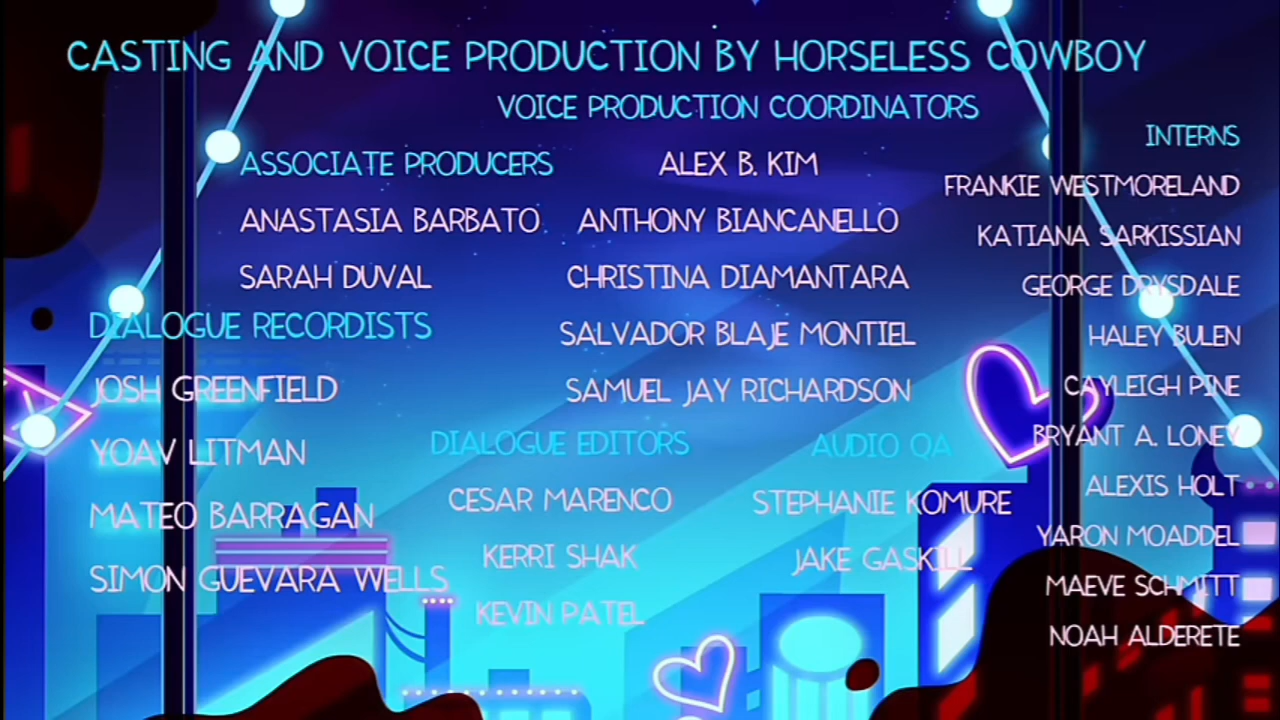 CASTING AND VOICE PRODUCTION BY HORSELESS COWBOY
ASSOCIATE PRODUCERS
ANASTASIA BARBATO
SARAH DUVAL
DIALOGUE RECORDISTS
JOSH GREENFIELD
YOAV LITMAN
MATEO BARRAGAN
SIMON GUEVARA WELLS
VOICE PRODUCTION COORDINATORS
ALEX B. KIM
ANTHONY BIANCANELLO
CHRISTINA DIAMANTARA
SALVADOR BLAJE MONTIEL
SAMUEL JAY RICHARDSON
DIALOGUE EDITORS
CESAR MARENCO
KERRI SHAK
KEVIN PATEL
AUDIO QA
STEPHANIE KOMURE
JAKE GASKILL
INTERNS
FRANKIE WESTMORELAND
KATIANA SARKISSIAN
GEORGE DRYSDALE
HALEY BULEN
CAYLEIGH PINE
BRYANT A. LONEY
ALEXIS HOLT
YARON MOADDEL
MAEVE SCHMITT
NOAH ALDERETE